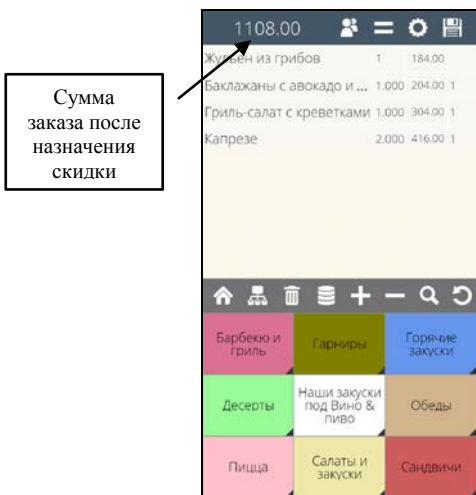 Сумма
заказа после
назначения
скидки
1108.00
Жульен из грибов 1 184.00
Баклажаны с авокадо и ... 1.000 204.00 1
Гриль-салат с креветками 1.000 304.00 1
Капрезе 2.000 416.00 1
Барбекю и
гриль
Гарниры
Горячие
закуски
Десерты
Наши закуски
под Вино &
пиво
Обеды
Пицца
Салаты и
закуски
Сандвичи